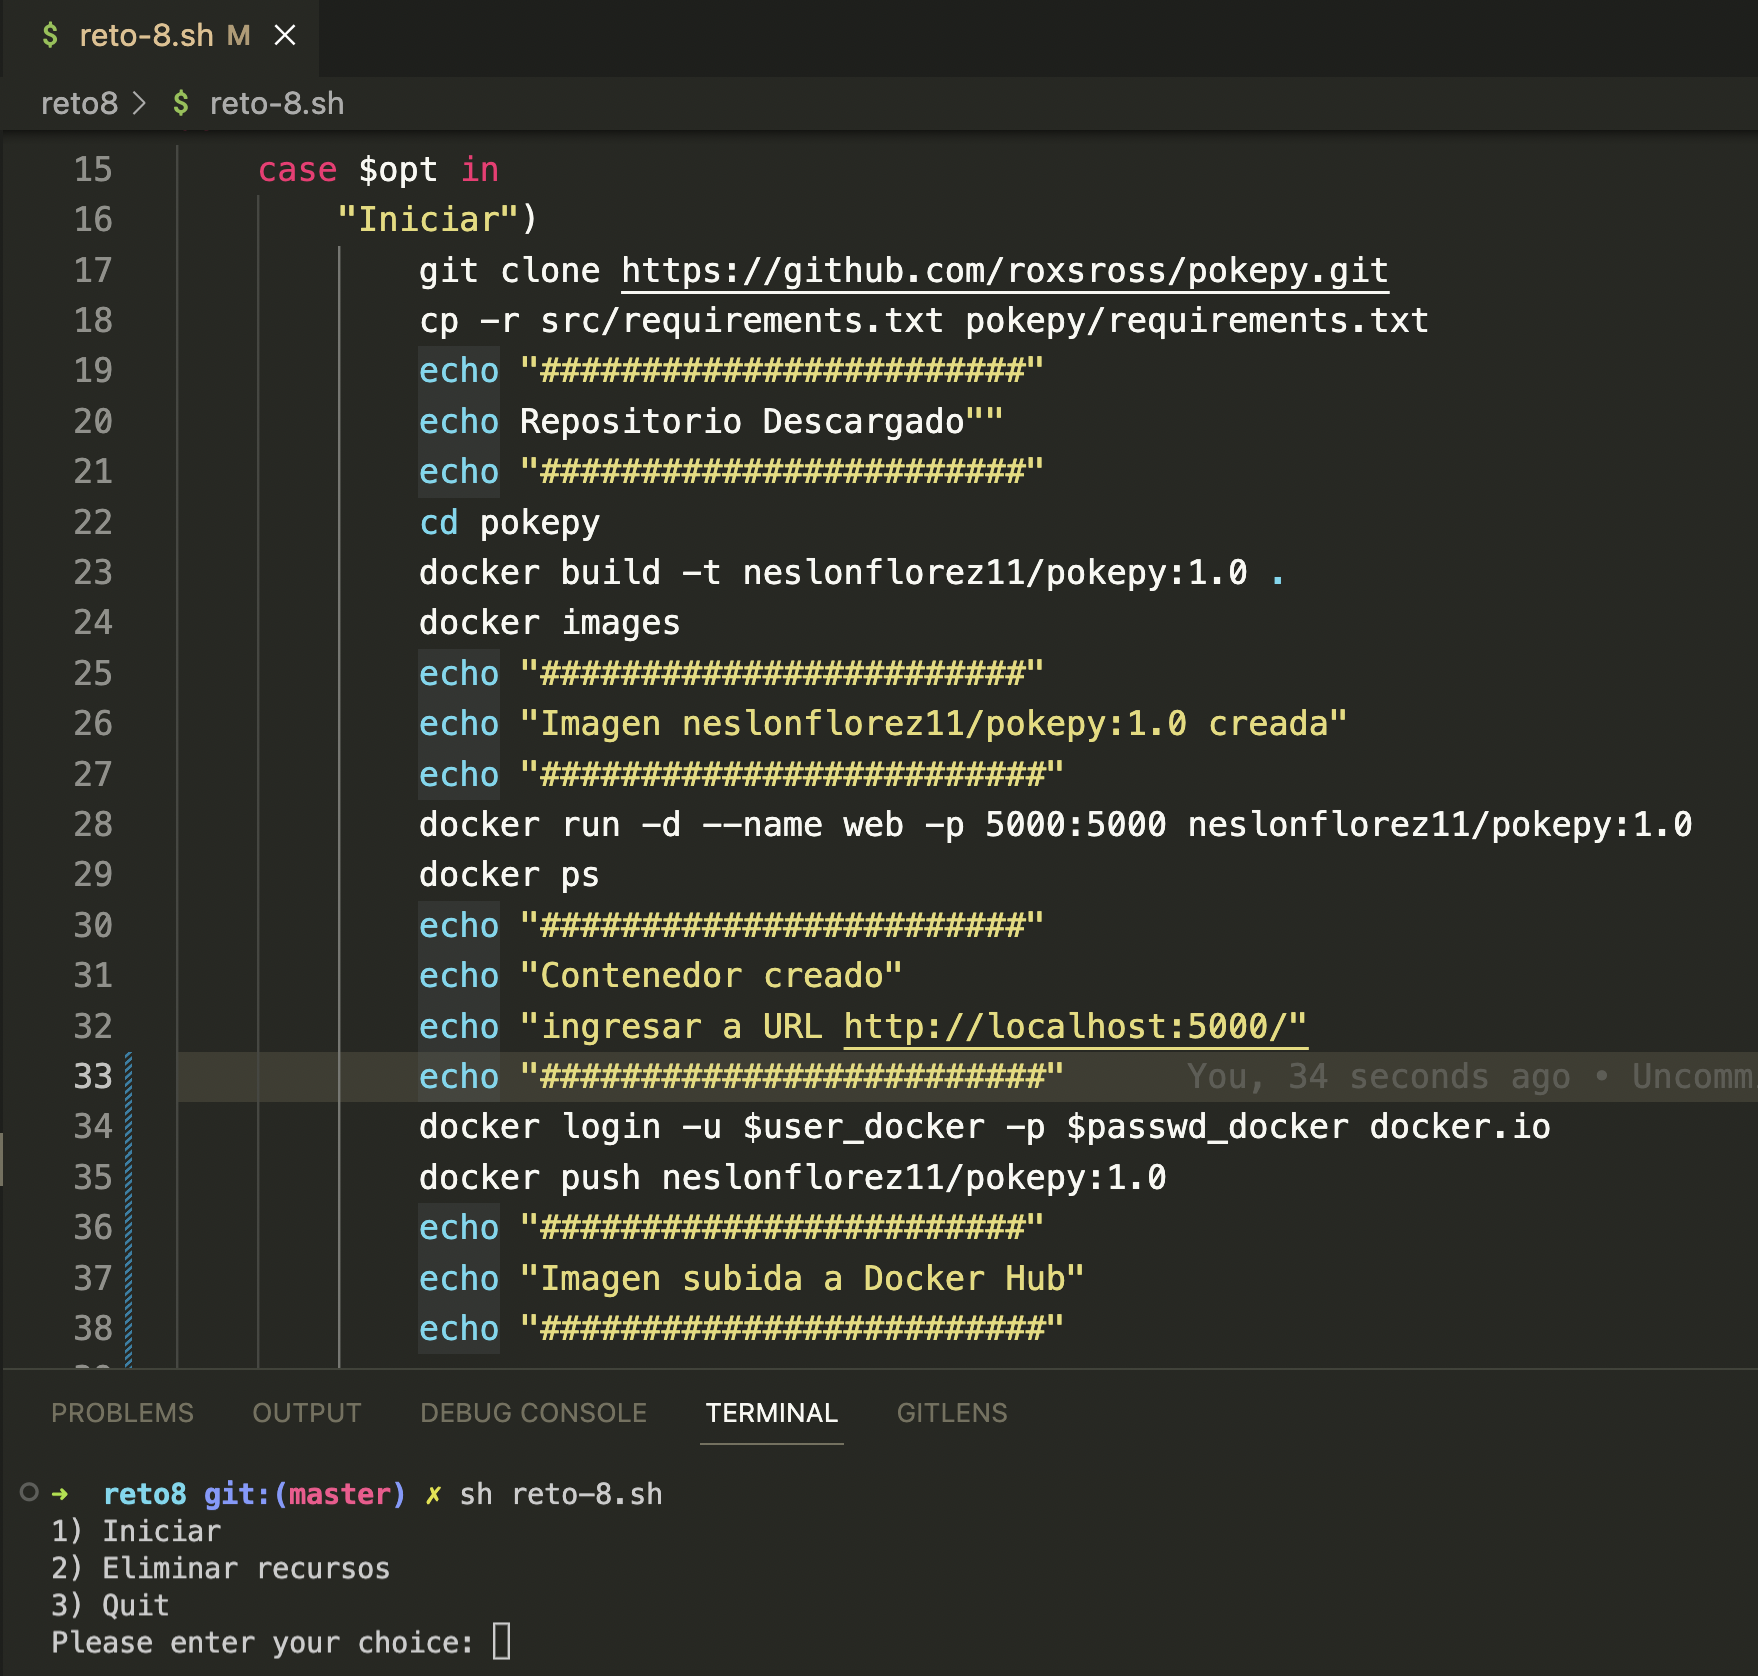 $ reto-8.sh M ×
reto8 > $ reto-8.sh
15 case $opt in
16 "Iniciar")
17 git clone https://github.com/roxsross/pokepy.git
18 cp -r src/requirements.txt pokepy/requirements.txt
19 echo "########################"
20 echo Repositorio Descargado""
21 echo "########################"
22 cd pokepy
23 docker build -t neslonflorez11/pokepy:1.0 .
24 docker images
25 echo "########################"
26 echo "Imagen neslonflorez11/pokepy:1.0 creada"
27 echo "#########################"
28 docker run -d --name web -p 5000:5000 neslonflorez11/pokepy:1.0
29 docker ps
30 echo "########################"
31 echo "Contenedor creado"
32 echo "ingresar a URL http://localhost:5000/"
33 echo "#########################" You, 34 seconds ago • Uncomm
34 docker login -u $user_docker -p $passwd_docker docker.io
35 docker push neslonflorez11/pokepy:1.0
36 echo "########################"
37 echo "Imagen subida a Docker Hub"
38 echo "#########################"
PROBLEMS OUTPUT DEBUG CONSOLE TERMINAL GITLENS
➜ reto8 git:(master) ✗ sh reto-8.sh
1) Iniciar
2) Eliminar recursos
3) Quit
Please enter your choice: